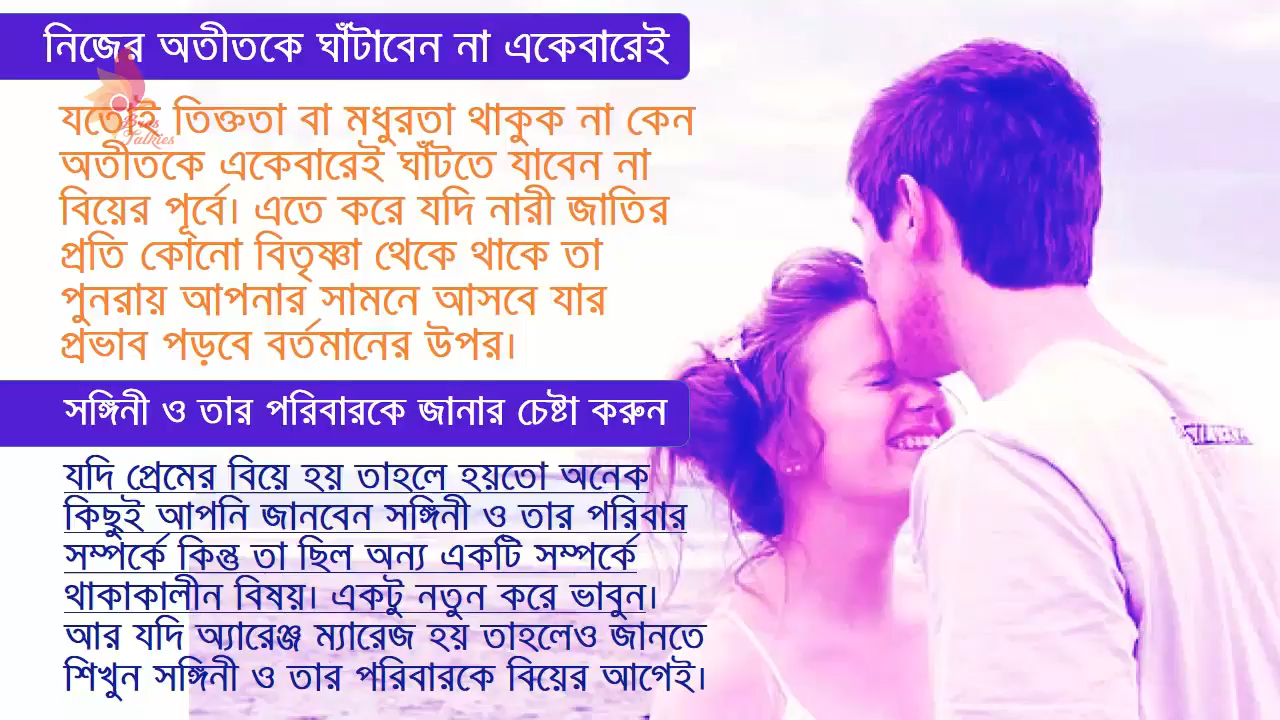 নিজের অতীতকে ঘাঁটাবেন না একেবারেই
যতোই তিক্ততা বা মধুরতা থাকুক না কেন
অতীতকে একেবারেই ঘাঁটতে যাবেন না
বিয়ের পূর্বে। এতে করে যদি নারী জাতির
প্রতি কোনো বিতৃষ্ণা থেকে থাকে তা
পুনরায় আপনার সামনে আসবে যার
প্রভাব পড়বে বর্তমানের উপর।
সঙ্গিনী ও তার পরিবারকে জানার চেষ্টা করুন
যদি প্রেমের বিয়ে হয় তাহলে হয়তো অনেক
কিছুই আপনি জানবেন সঙ্গিনী ও তার পরিবার
সম্পর্কে কিন্তু তা ছিল অন্য একটি সম্পর্কে
থাকাকালীন বিষয়। একটু নতুন করে ভাবুন।
আর যদি অ্যারেঞ্জ ম্যারেজ হয় তাহলেও জানতে
শিখুন সঙ্গিনী ও তার পরিবারকে বিয়ের আগেই।
Talkies